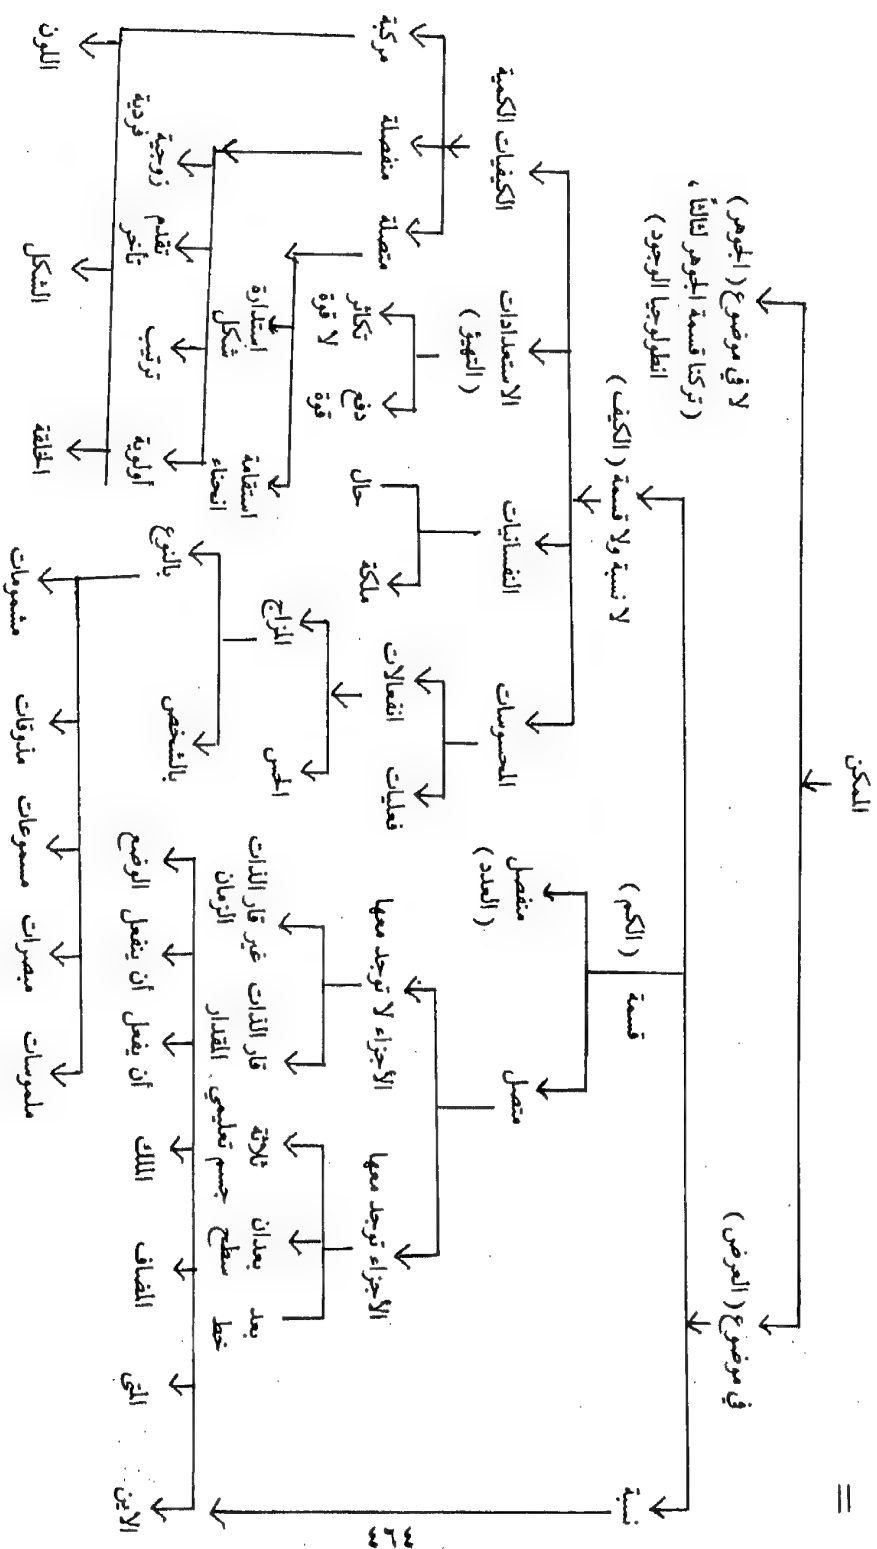 =
الممكن
في موضوع (العرض)
لا في موضوع (الجوهر)
(تركنا قسمة الجوهر لثالثاً،
انطولوجيا الوجود)
نسبة
قسمة (الكم)
لا نسبة ولا قسمة (الكيف)
متصل
منفصل
(العدد)
المحسوسات
النفسانيات
الاستعدادات
(التهيؤ)
الكيفيات الكمية
الأجزاء توجد معها
الأجزاء لا توجد معها
فعليات
انفعالات
ملكة
حال
دفع
قوة
تكاثر
لا قوة
متصلة
منفصلة
مركبة
بعد
خط
بعدان
سطح
ثلاثة
جسم تعليمي.
قار الذات
المقدار
غير قار الذات
الزمان
الحس
المزاج
استقامة
انحناء
استدارة
شكل
الاين
المتى
المضاف
الملك
أن يفعل
أن ينفعل
الوضع
بالشخص
بالنوع
أولوية
ترتيب
تقدم
تأخر
زوجية
فردية
ملموسات
مبصرات
مسموعات
مذوقات
مشمومات
الخلقة
الشكل
اللون
٤٦٤